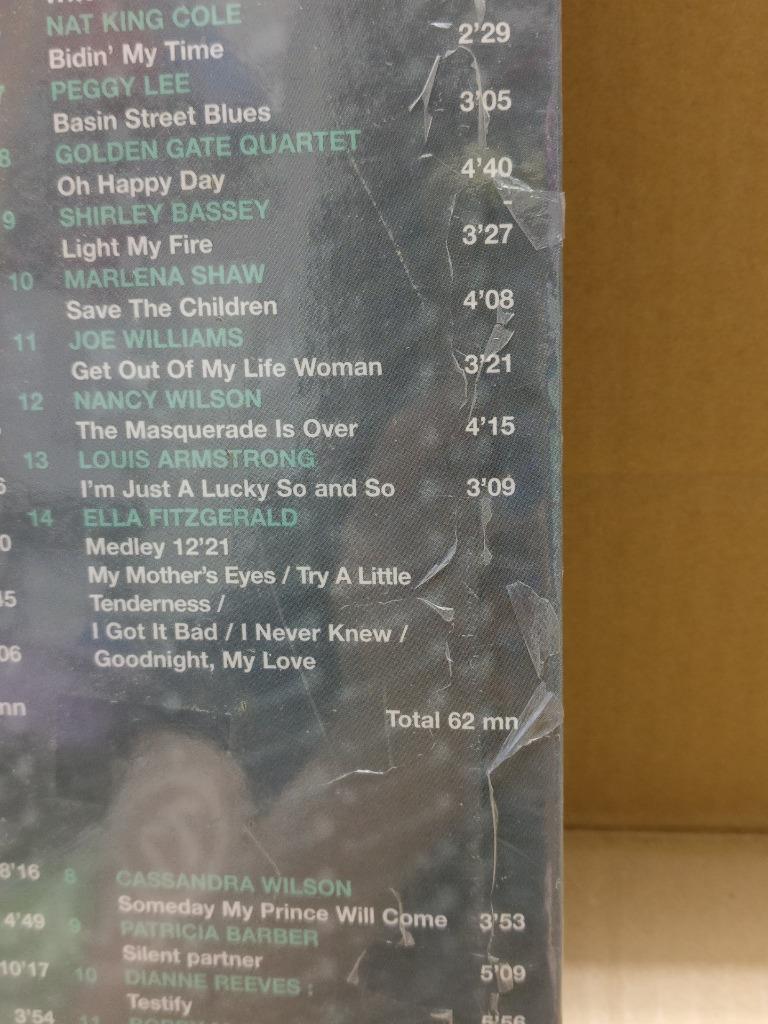 NAT KING COLE
Bidin' My Time 2'29
7 PEGGY LEE
Basin Street Blues 3'05
8 GOLDEN GATE QUARTET
Oh Happy Day 4'40
9 SHIRLEY BASSEY -
Light My Fire 3'27
10 MARLENA SHAW
Save The Children 4'08
11 JOE WILLIAMS
Get Out Of My Life Woman 3'21
12 NANCY WILSON
The Masquerade Is Over 4'15
13 LOUIS ARMSTRONG
I'm Just A Lucky So and So 3'09
14 ELLA FITZGERALD
Medley 12'21
My Mother's Eyes / Try A Little
Tenderness /
I Got It Bad / I Never Knew /
Goodnight, My Love
mn
Total 62 mn
8'16 8 CASSANDRA WILSON
Someday My Prince Will Come 3'53
4'49 9 PATRICIA BARBER
Silent partner 5'09
10'17 10 DIANNE REEVES :
Testify 6'56
3'54 11